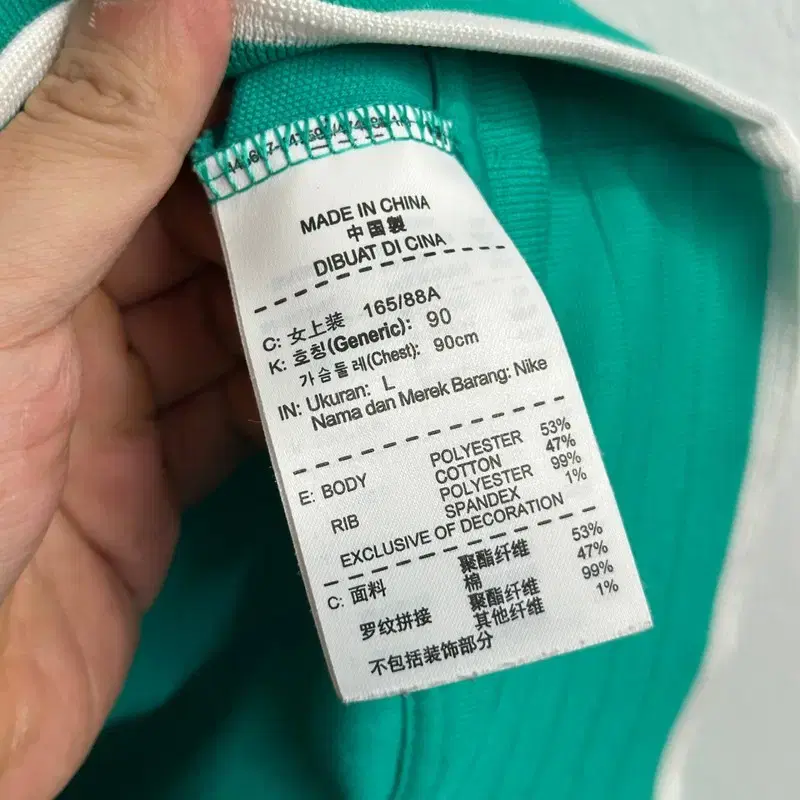 MADE IN CHINA
中国製
DIBUAT DI CINA
C: 女上装 165/88A
K: 호칭(Generic): 90
가슴둘레(Chest): 90cm
IN: Ukuran: L
Nama dan Merek Barang: Nike
E: BODY POLYESTER 53%
COTTON 47%
RIB POLYESTER 99%
SPANDEX 1%
EXCLUSIVE OF DECORATION
C: 面料 聚酯纤维 53%
棉 47%
罗纹拼接 聚酯纤维 99%
其他纤维 1%
不包括装饰部分